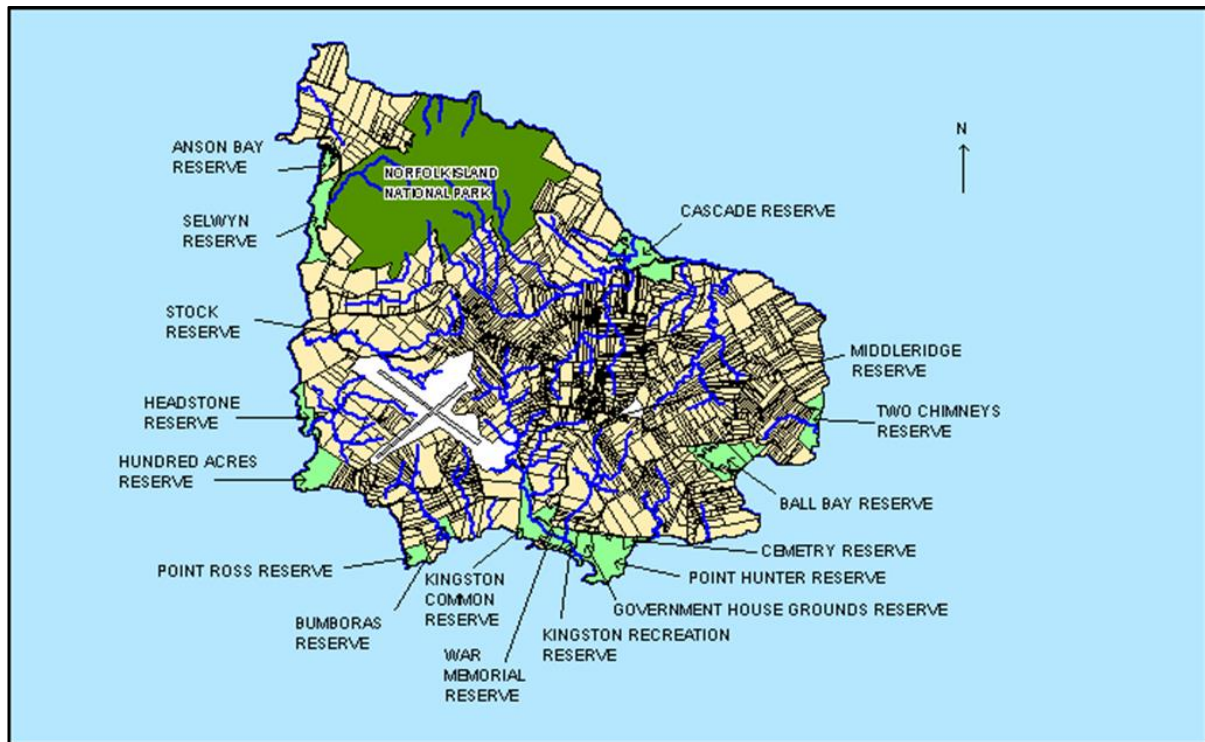 N
ANSON BAY
RESERVE
NORFOLK ISLAND
NATIONAL PARK
SELWYN
RESERVE
CASCADE RESERVE
STOCK
RESERVE
MIDDLERIDGE
RESERVE
HEADSTONE
RESERVE
TWO CHIMNEYS
RESERVE
HUNDRED ACRES
RESERVE
BALL BAY RESERVE
CEMETRY RESERVE
POINT ROSS RESERVE
POINT HUNTER RESERVE
KINGSTON
COMMON
RESERVE
GOVERNMENT HOUSE GROUNDS RESERVE
BUMBORAS
RESERVE
KINGSTON RECREATION
RESERVE
WAR
MEMORIAL
RESERVE